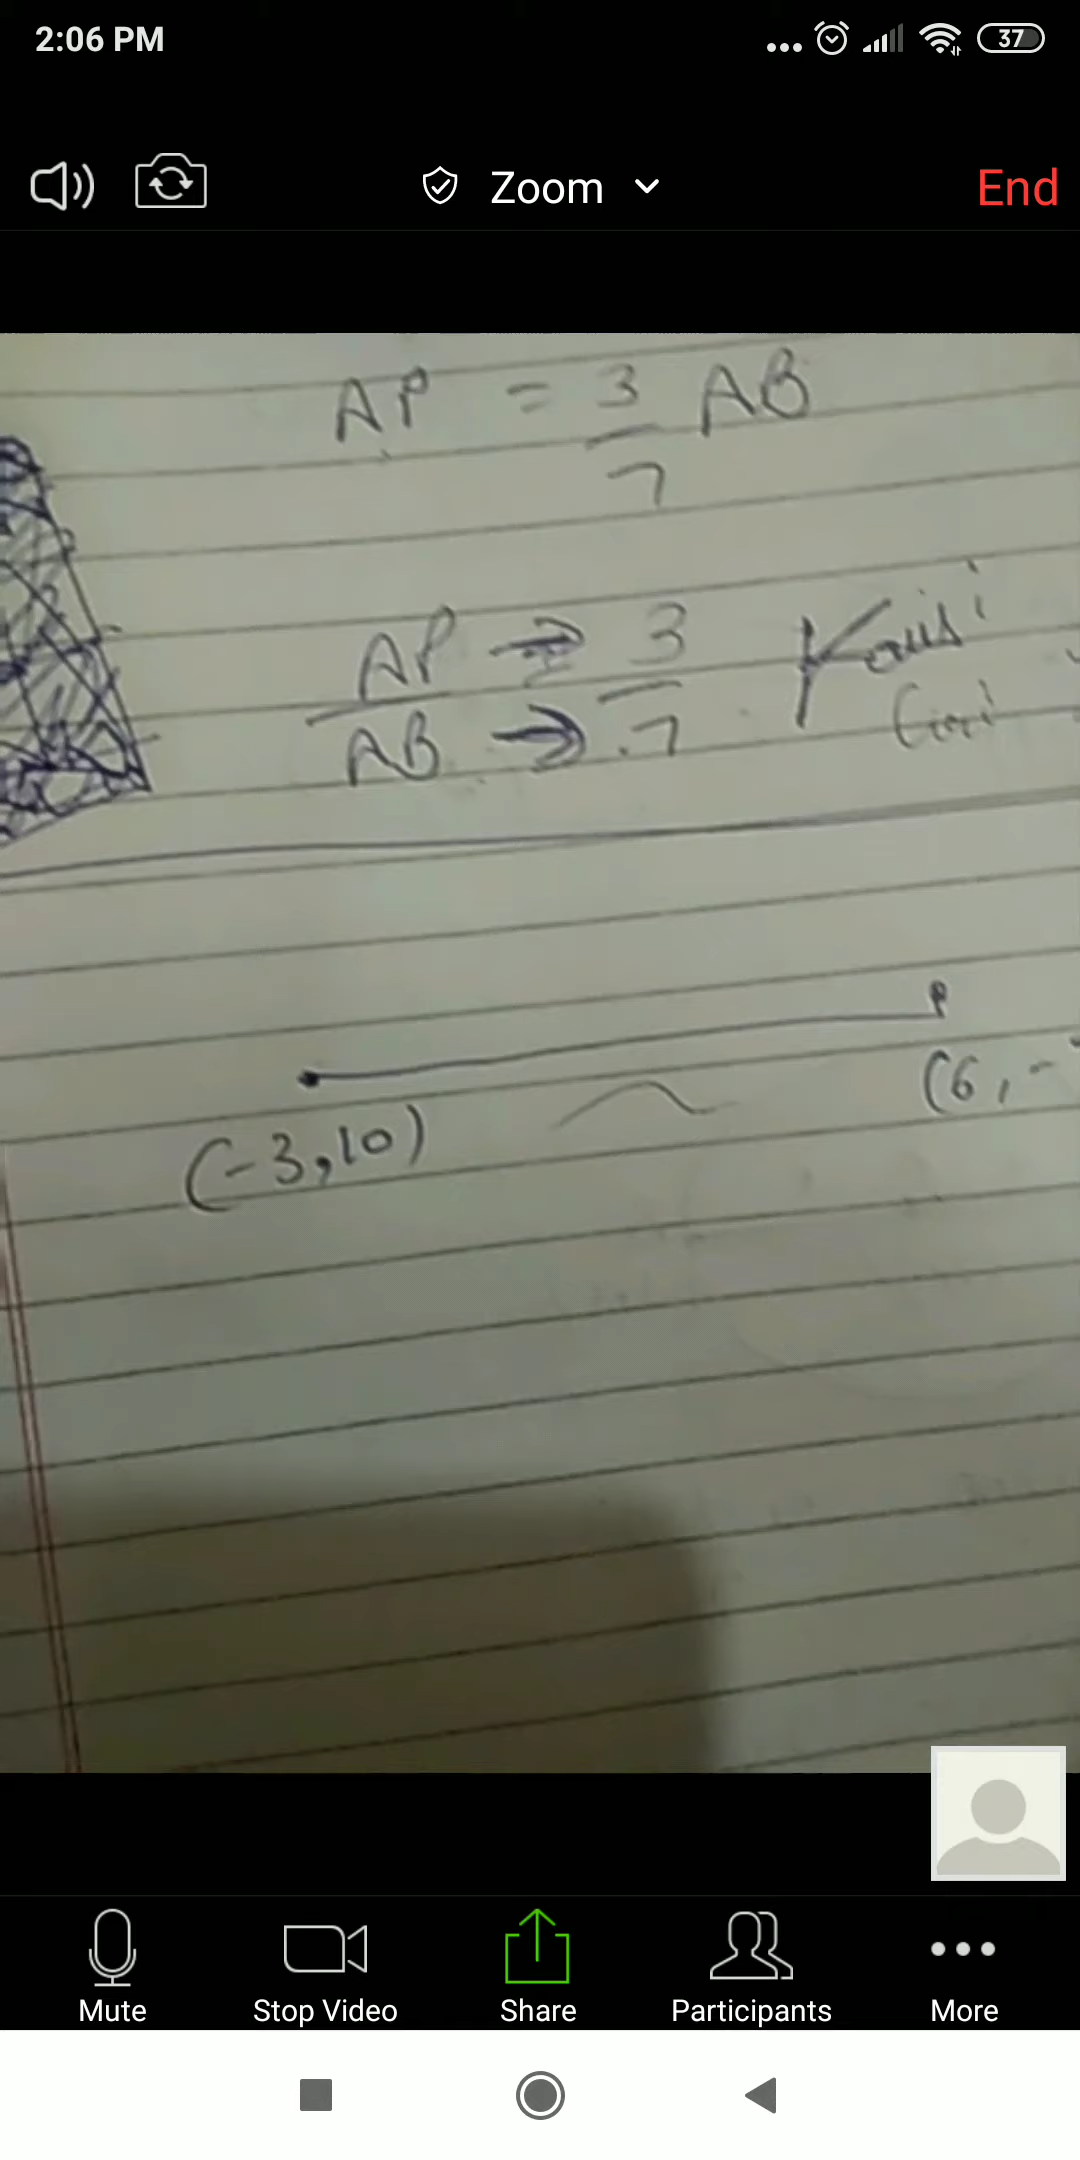 2:06 PM
37
Zoom
End
AP = 3/7 AB
AP → 3
AB → 7
P
(6, -
(-3,10)
Mute
Stop Video
Share
Participants
More